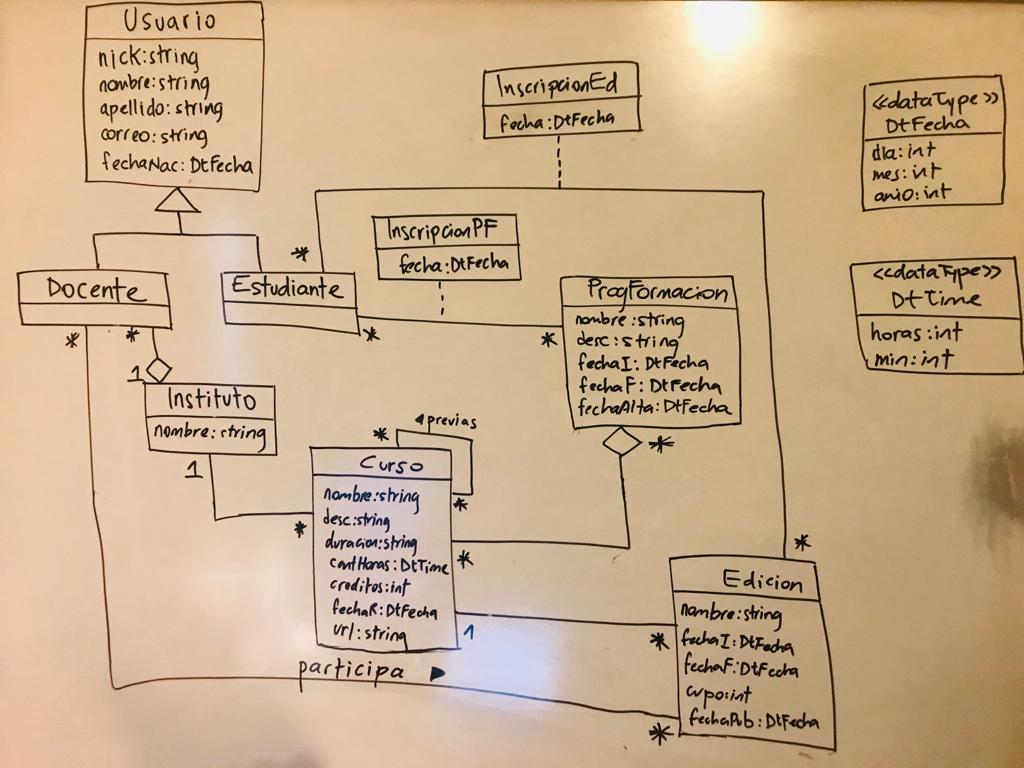 Usuario
nick:string
nombre:string
apellido:string
correo:string
fechaNac:DtFecha
InscripcionEd
fecha:DtFecha
<<dataType>>
DtFecha
dia:int
mes:int
anio:int
InscripcionPF
fecha:DtFecha
*
Docente
Estudiante
*
*
*
*
ProgFormacion
nombre:string
desc:string
fechaI:DtFecha
fechaF:DtFecha
fechaAlta:DtFecha
*
<<dataType>>
DtTime
horas:int
min:int
1
Instituto
nombre:string
1
*
previas
*
*
Curso
nombre:string
desc:string
duracion:string
cantHoras:DtTime
creditos:int
fechaR:DtFecha
url:string
*
1
*
*
Edicion
nombre:string
fechaI:DtFecha
fechaF:DtFecha
cupo:int
fechaPub:DtFecha
participa
*